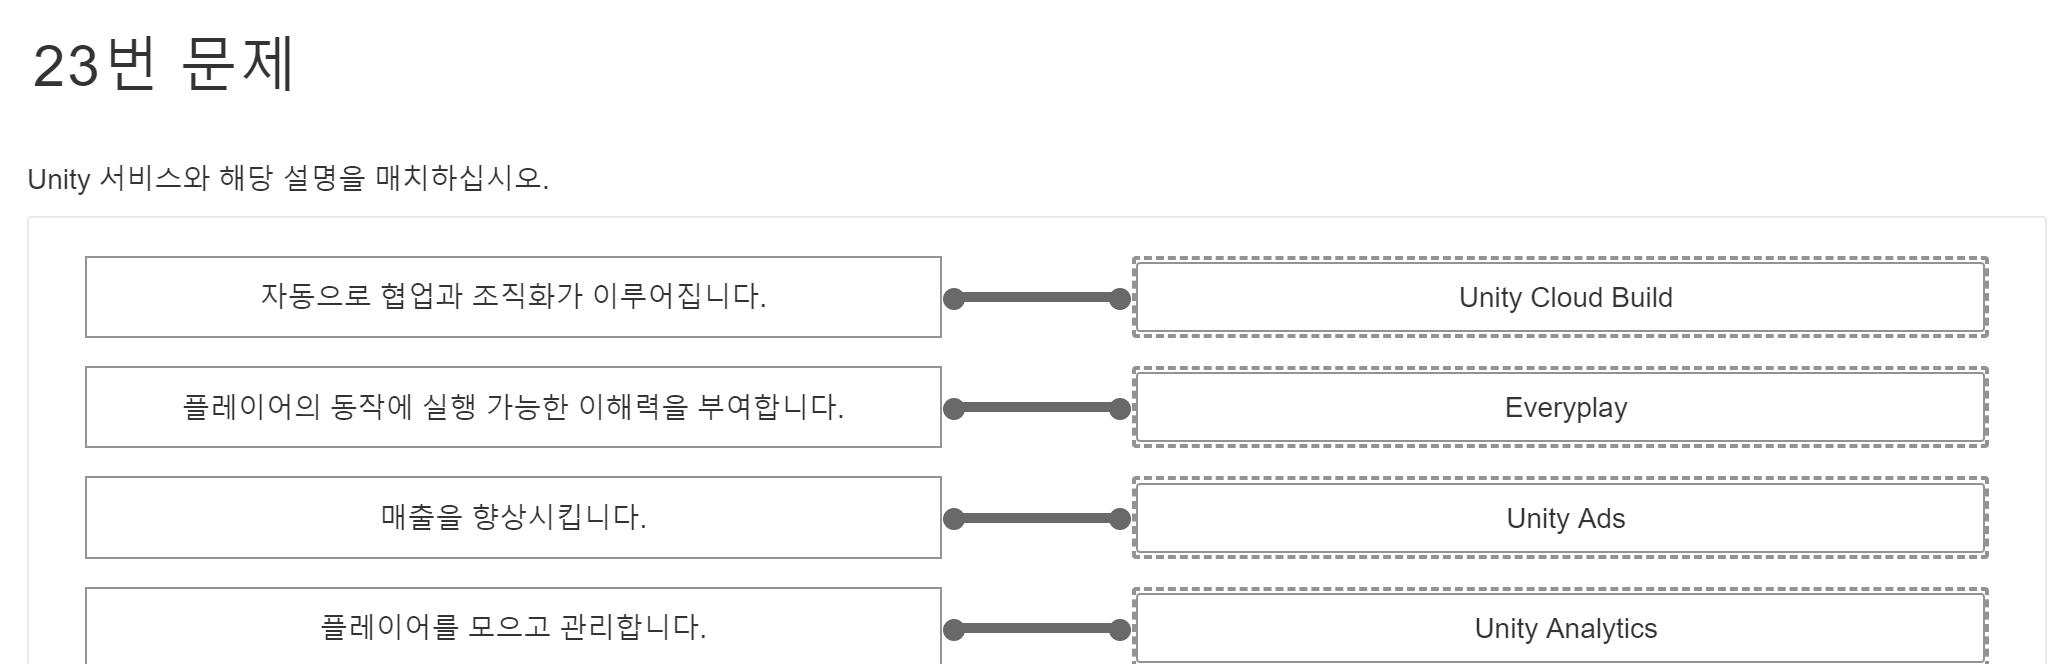 23번 문제
Unity 서비스와 해당 설명을 매치하십시오.
자동으로 협업과 조직화가 이루어집니다.
Unity Cloud Build
플레이어의 동작에 실행 가능한 이해력을 부여합니다.
Everyplay
매출을 향상시킵니다.
Unity Ads
플레이어를 모으고 관리합니다.
Unity Analytics